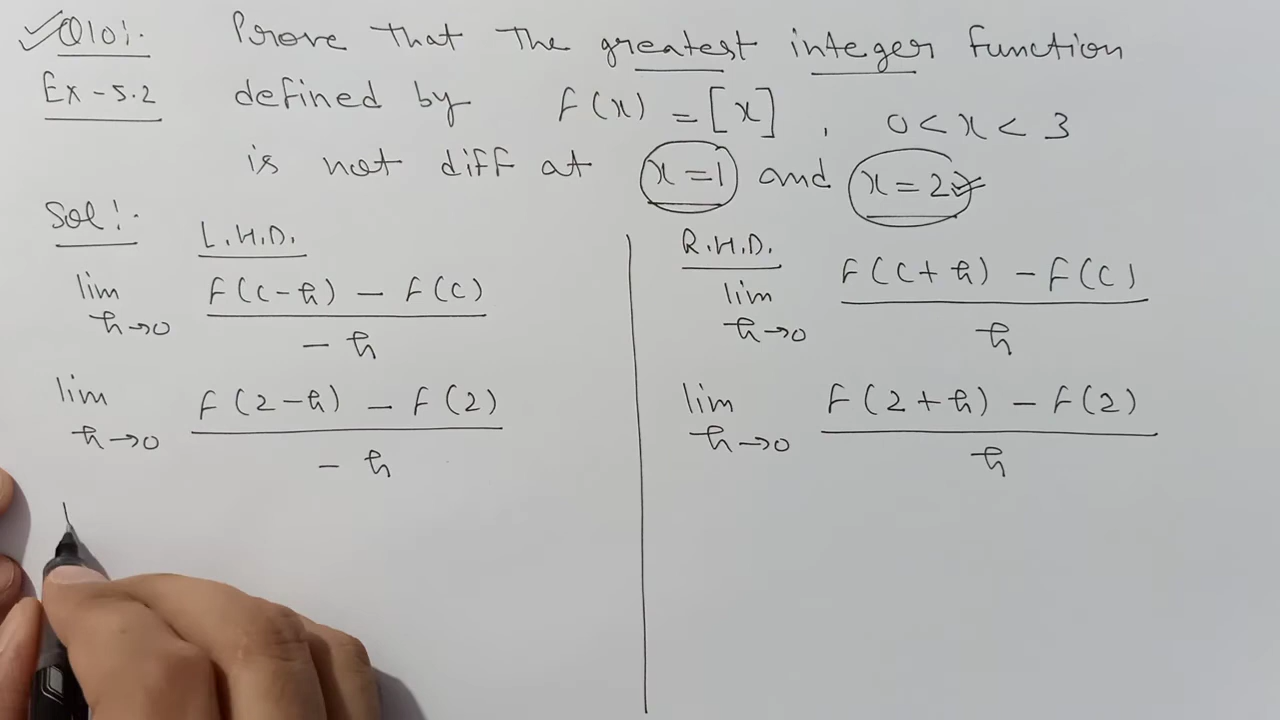 Q10:. Prove that the greatest integer function
Ex-5.2 defined by F(x) = [x] , 0 < x < 3
is not diff at x=1 and x=2
Sol:.
L.H.D.
lim h→0 F(c-h) - F(c) / -h
lim h→0 F(2-h) - F(2) / -h
R.H.D.
lim h→0 F(c+h) - F(c) / h
lim h→0 F(2+h) - F(2) / h